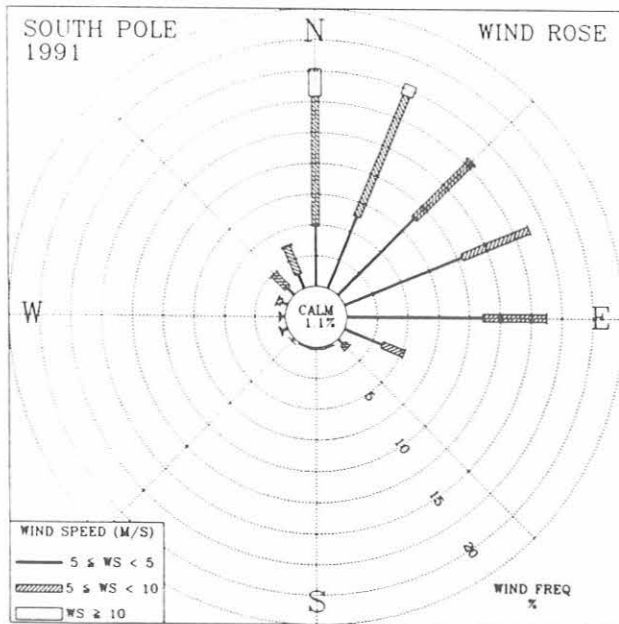 SOUTH POLE
1991
N
WIND ROSE
W
CALM
1.1%
E
5
10
15
20
WIND SPEED (M/S)
5 ≤ WS < 5
5 ≤ WS < 10
WS ≥ 10
S
WIND FREQ
%